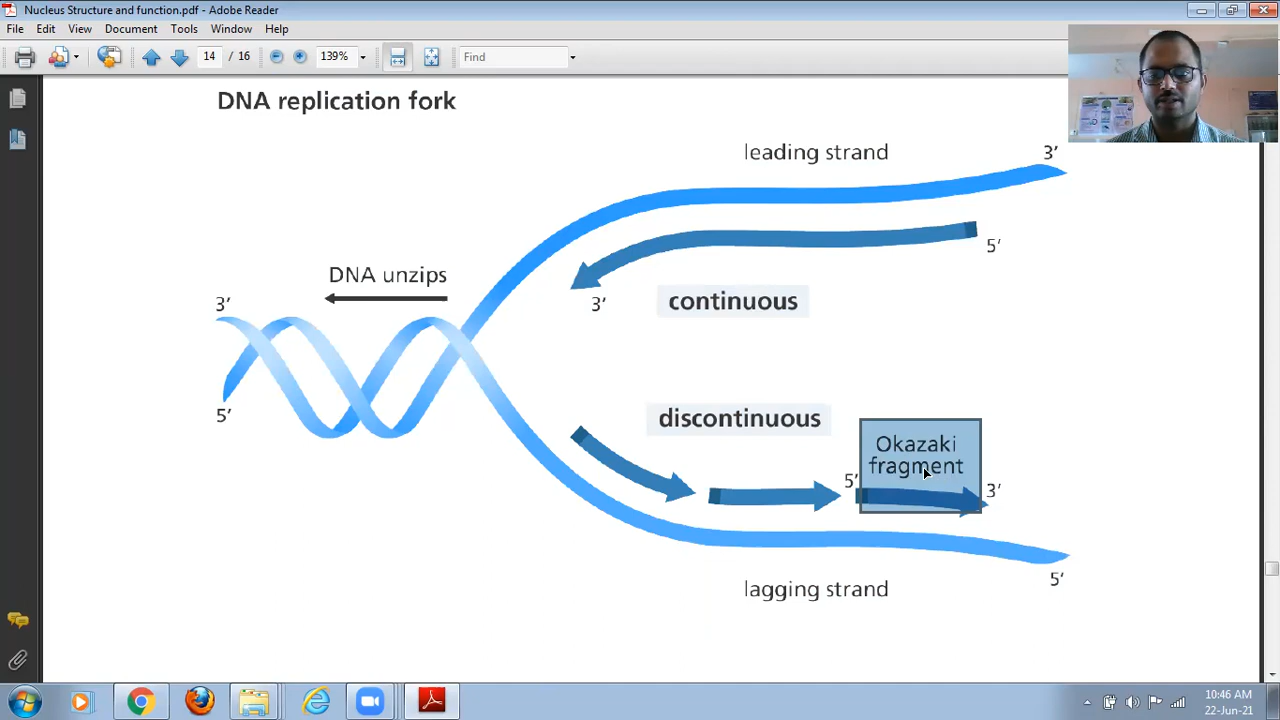 Nucleus Structure and function.pdf - Adobe Reader
File Edit View Document Tools Window Help
14 / 16 139% Find
DNA replication fork
leading strand
3’
5’
DNA unzips
3’
3’
continuous
5’
discontinuous
Okazaki
fragment
5’
3’
5’
lagging strand
10:46 AM
22-Jun-21